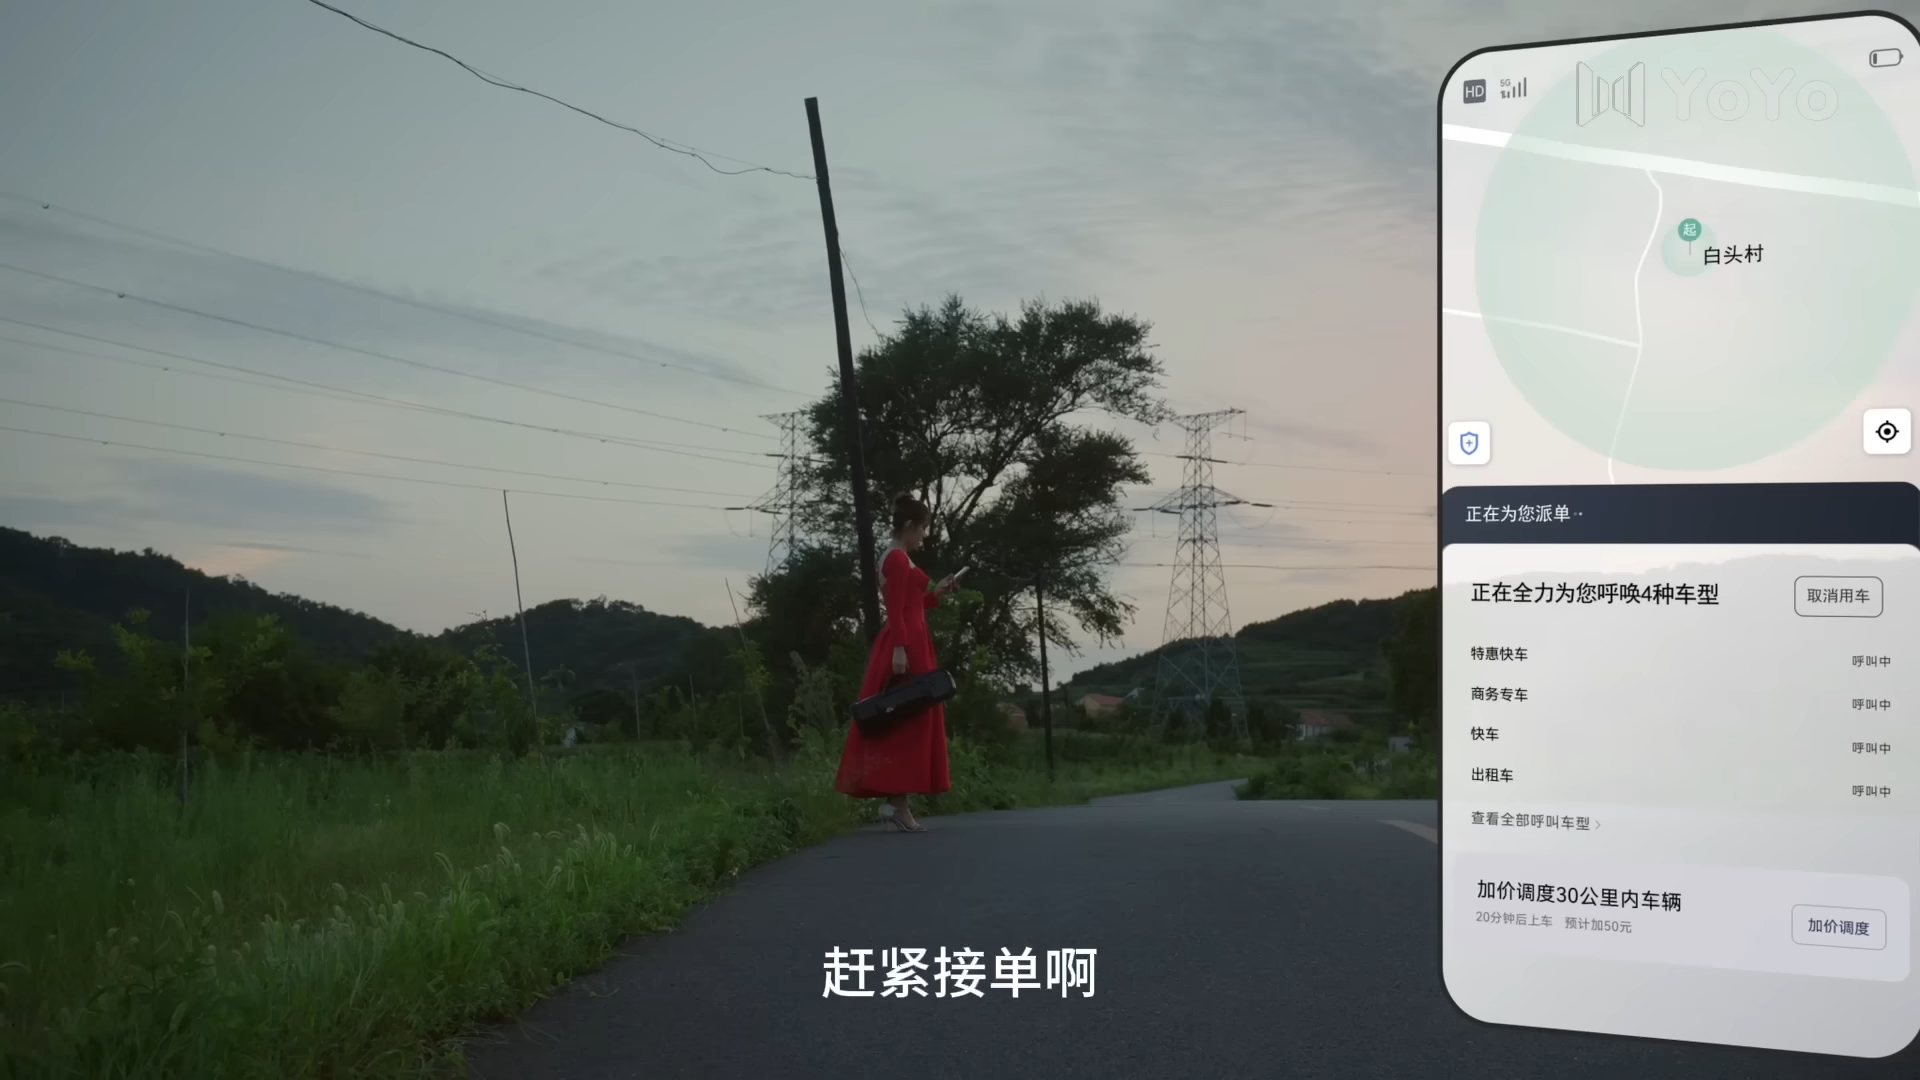 HD
5G
YoYo
起
白头村
正在为您派单··
正在全力为您呼唤4种车型
取消用车
特惠快车
呼叫中
商务专车
呼叫中
快车
呼叫中
出租车
呼叫中
查看全部呼叫车型 >
加价调度30公里内车辆
20分钟后上车 预计加50元
加价调度
赶紧接单啊